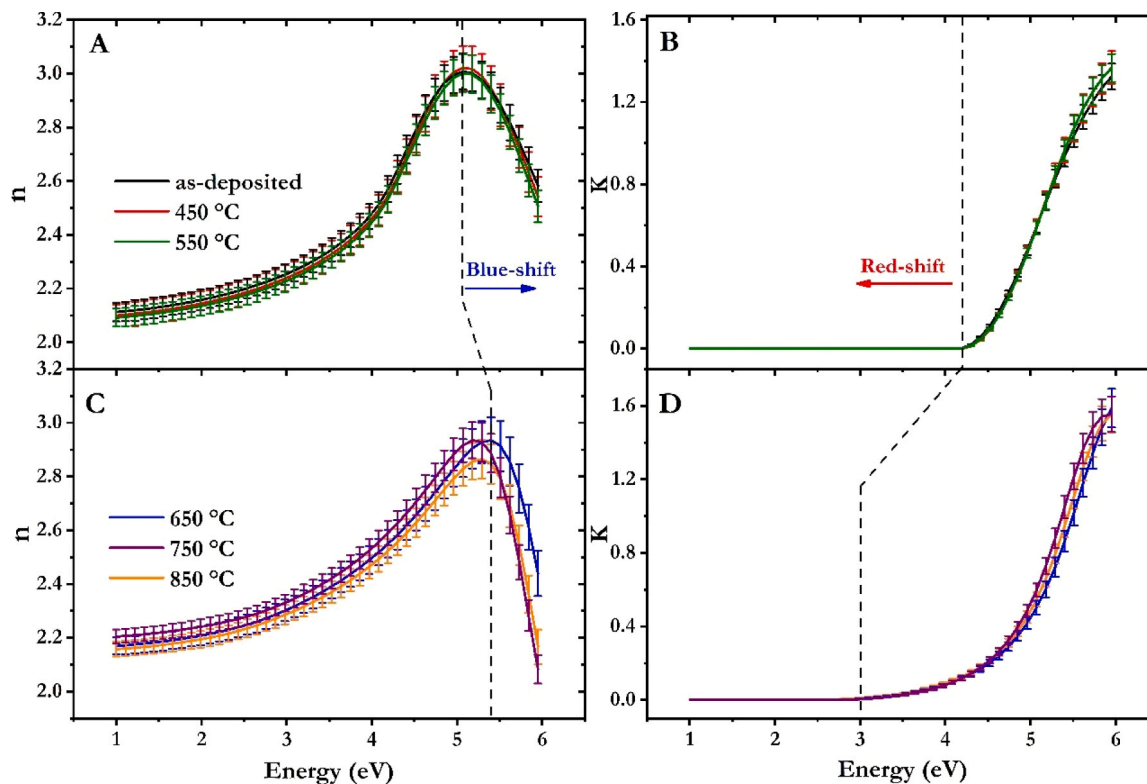 A
3.2
3.0
2.8
2.6
2.4
2.2
2.0
3.2
n
as-deposited
450 °C
550 °C
Blue-shift
B
1.6
1.2
0.8
0.4
0.0
K
Red-shift
C
3.0
2.8
2.6
2.4
2.2
2.0
n
650 °C
750 °C
850 °C
1 2 3 4 5 6
Energy (eV)
D
1.6
1.2
0.8
0.4
0.0
K
1 2 3 4 5 6
Energy (eV)